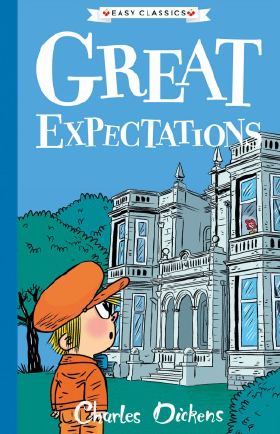 EASY CLASSICS
GREAT
EXPECTATIONS
Charles Dickens